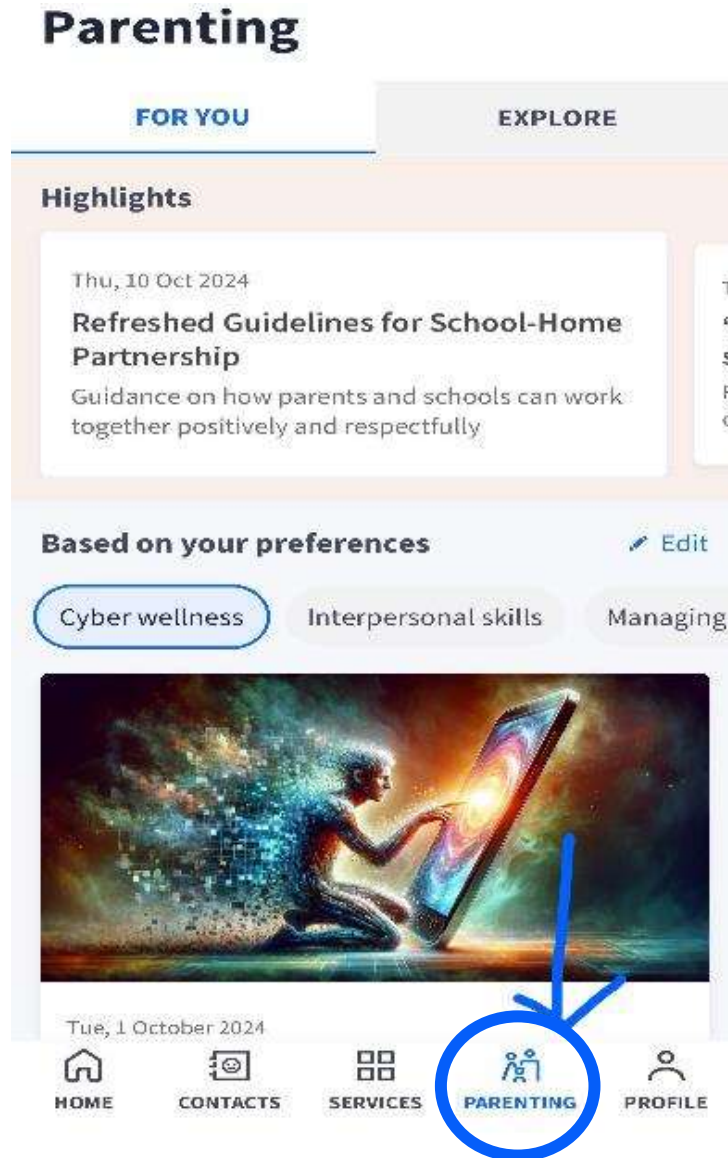 Parenting
FOR YOU
EXPLORE
Highlights
Thu, 10 Oct 2024
Refreshed Guidelines for School-Home
Partnership
Guidance on how parents and schools can work
together positively and respectfully
Based on your preferences
Edit
Cyber wellness
Interpersonal skills
Managing
Tue, 1 October 2024
HOME
CONTACTS
SERVICES
PARENTING
PROFILE